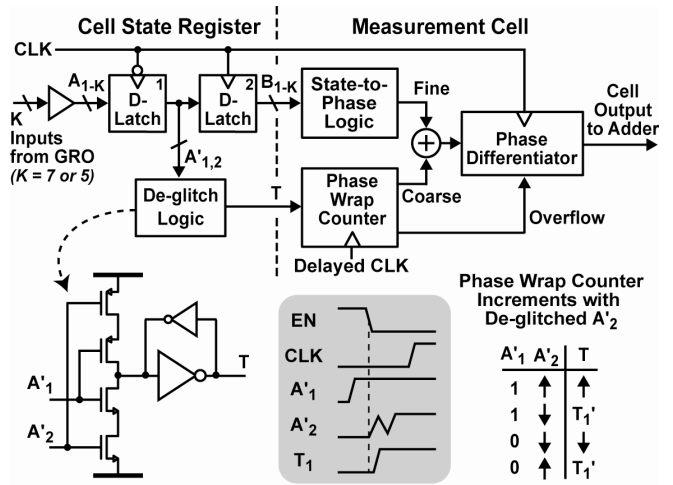 Cell State Register
Measurement Cell
CLK
A1-K
1
D-
Latch
2
D-
Latch
B1-K
State-to-
Phase
Logic
Fine
Cell
Output
to Adder
K
Inputs
from GRO
(K = 7 or 5)
A'1,2
+
Phase
Differentiator
De-glitch
Logic
T
Phase
Wrap
Counter
Coarse
Overflow
Delayed CLK
Phase Wrap Counter
Increments with
De-glitched A'2
A'1
A'2
T
EN
CLK
A'1
A'2
T1
A'1 A'2 T
1
1 T1'
0
0 T1'